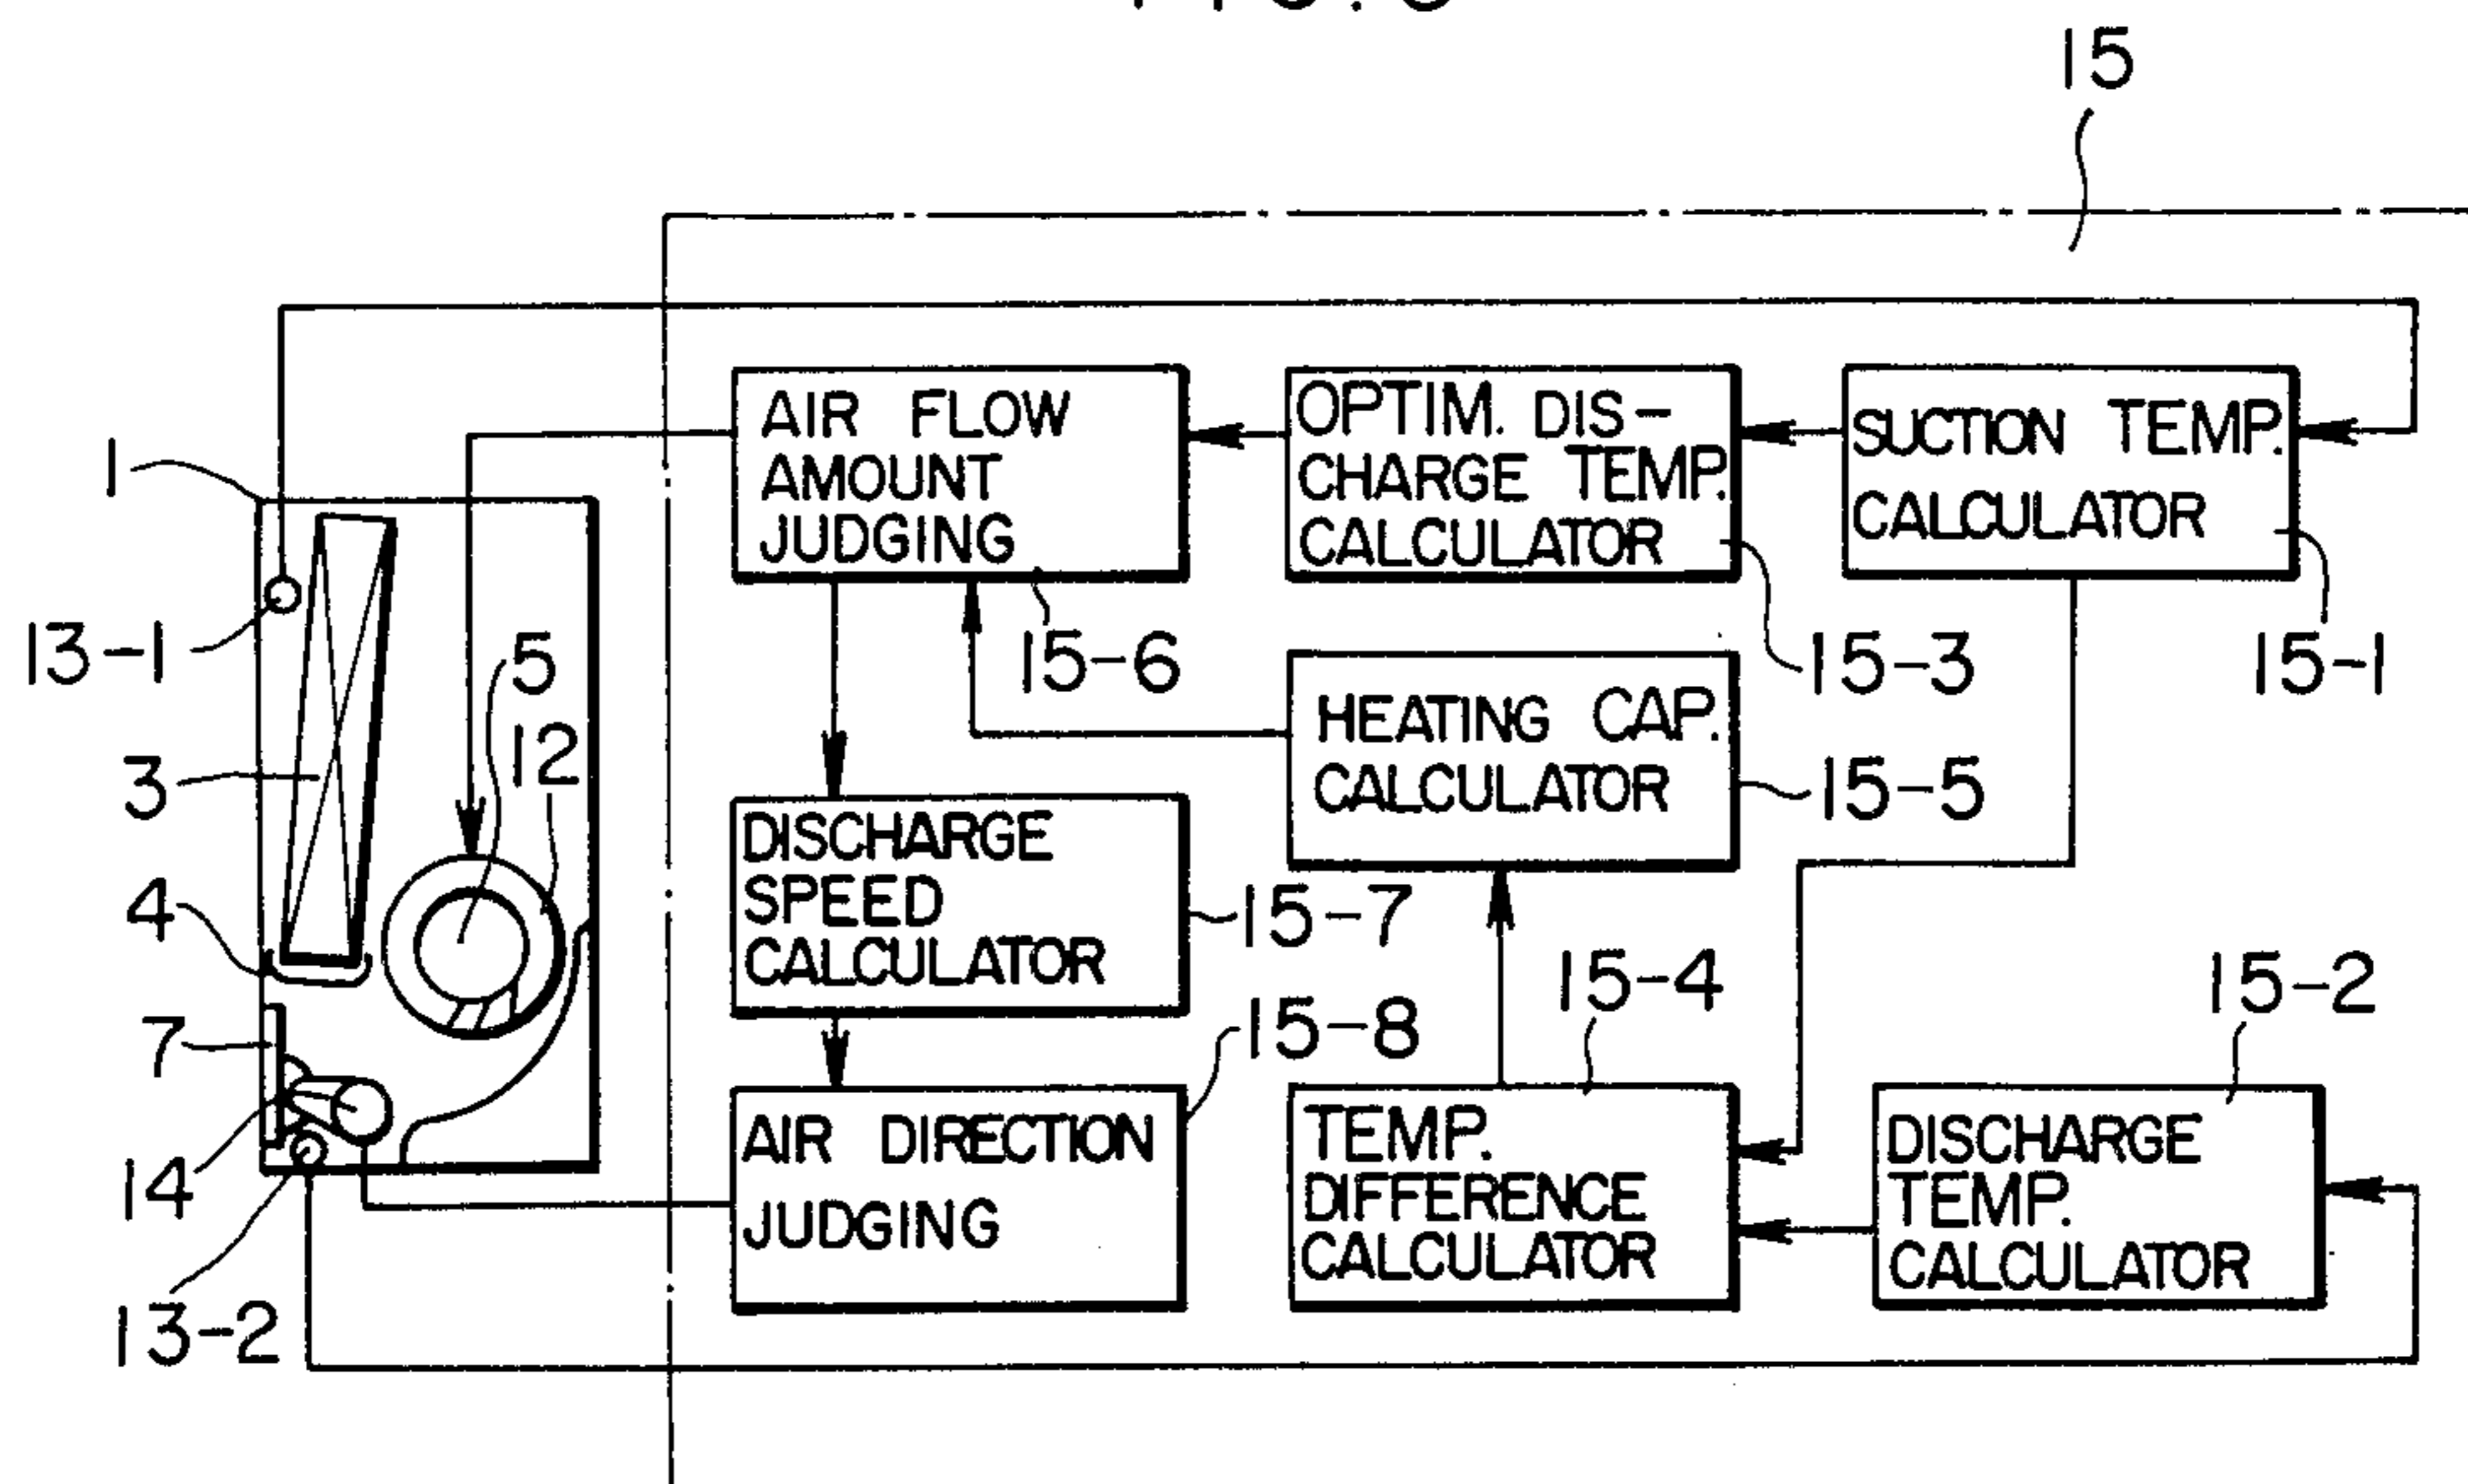 15
AIR FLOW
AMOUNT
JUDGING
OPTIM. DIS-
CHARGE TEMP.
CALCULATOR
SUCTION TEMP.
CALCULATOR
1
13-1
3
4
7
14
13-2
5
12
15-6
15-3
15-1
HEATING CAP.
CALCULATOR
15-5
DISCHARGE
SPEED
CALCULATOR
15-7
15-8
15-4
15-2
AIR DIRECTION
JUDGING
TEMP.
DIFFERENCE
CALCULATOR
DISCHARGE
TEMP.
CALCULATOR